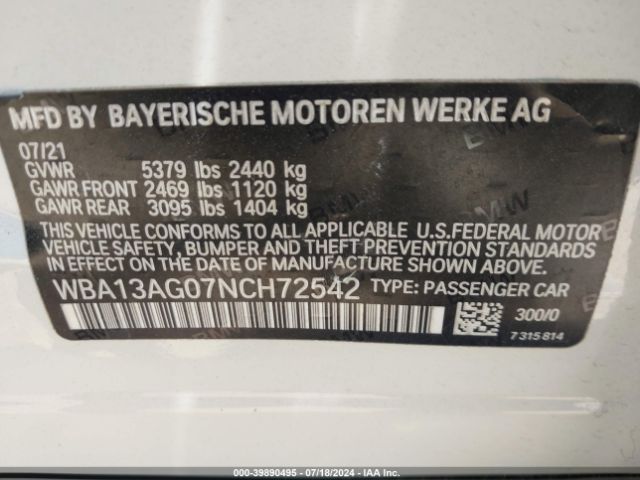 MFD BY BAYERISCHE MOTOREN WERKE AG
07/21
GVWR 5379 lbs 2440 kg
GAWR FRONT 2469 lbs 1120 kg
GAWR REAR 3095 lbs 1404 kg
THIS VEHICLE CONFORMS TO ALL APPLICABLE U.S.FEDERAL MOTOR
VEHICLE SAFETY, BUMPER AND THEFT PREVENTION STANDARDS
IN EFFECT ON THE DATE OF MANUFACTURE SHOWN ABOVE.
WBA13AG07NCH72542 TYPE: PASSENGER CAR
300/0
7 315 814
000-39890495 - 07/18/2024 - IAA Inc.